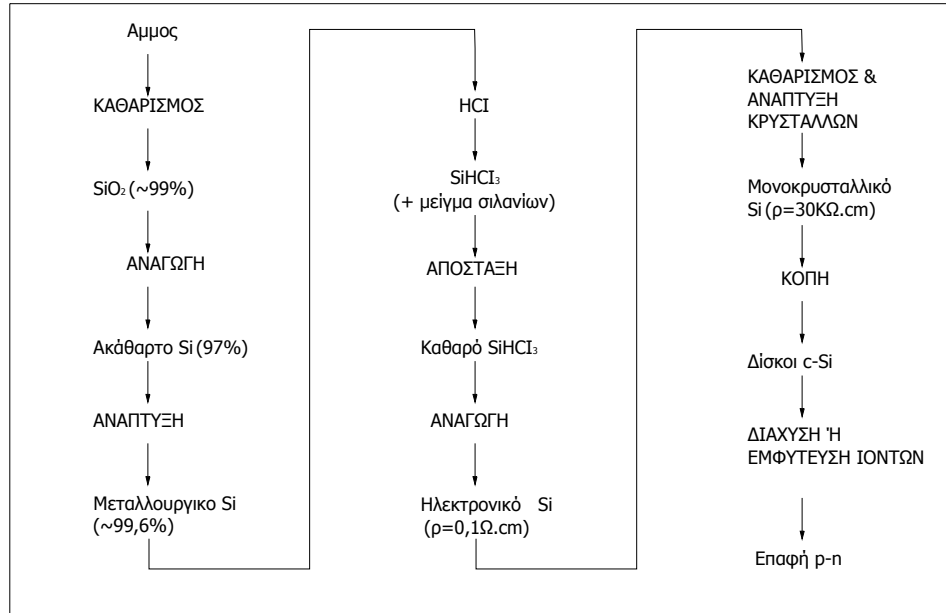 Αμμος
ΚΑΘΑΡΙΣΜΟΣ
SiO₂ (~99%)
ΑΝΑΓΩΓΗ
Ακάθαρτο Si (97%)
ΑΝΑΠΤΥΞΗ
Μεταλλουργικο Si
(~99,6%)
HCI
SiHCI₃
(+ μείγμα σιλανίων)
ΑΠΟΣΤΑΞΗ
Καθαρό SiHCI₃
ΑΝΑΓΩΓΗ
Ηλεκτρονικό Si
(ρ=0,1Ω.cm)
ΚΑΘΑΡΙΣΜΟΣ &
ΑΝΑΠΤΥΞΗ
ΚΡΥΣΤΑΛΛΩΝ
Μονοκρυσταλλικό
Si (ρ=30ΚΩ.cm)
ΚΟΠΗ
Δίσκοι c-Si
ΔΙΑΧΥΣΗ Ή
ΕΜΦΥΤΕΥΣΗ ΙΟΝΤΩΝ
Επαφή p-n